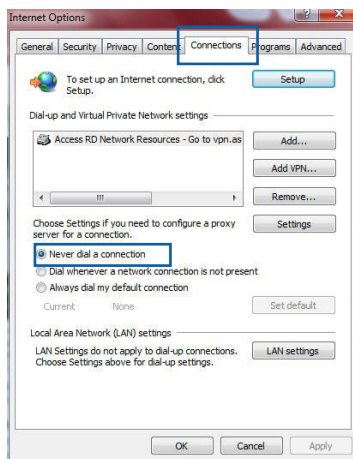 Internet Options
General Security Privacy Content Connections Programs Advanced
To set up an Internet connection, click
Setup.
Setup
Dial-up and Virtual Private Network settings
Access RD Network Resources - Go to vpn.as
Add...
Add VPN...
Remove...
Choose Settings if you need to configure a proxy
server for a connection.
Settings
Never dial a connection
Dial whenever a network connection is not present
Always dial my default connection
Current None
Set default
Local Area Network (LAN) settings
LAN Settings do not apply to dial-up connections.
Choose Settings above for dial-up settings.
LAN settings
OK Cancel Apply